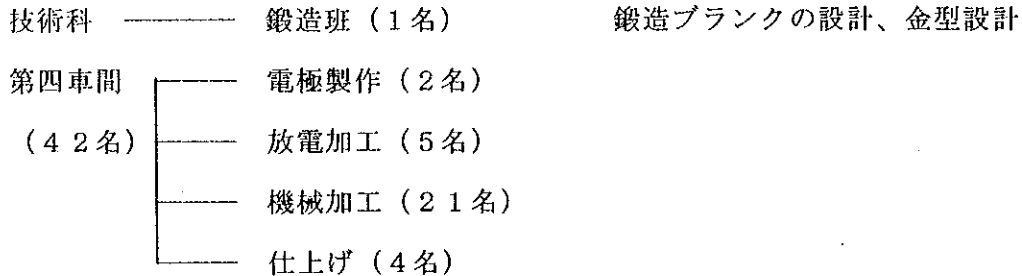 技術科 鍛造班(1名) 鍛造ブランクの設計、金型設計
第四車間 電極製作(2名)
(42名) 放電加工(5名)
機械加工(21名)
仕上げ(4名)